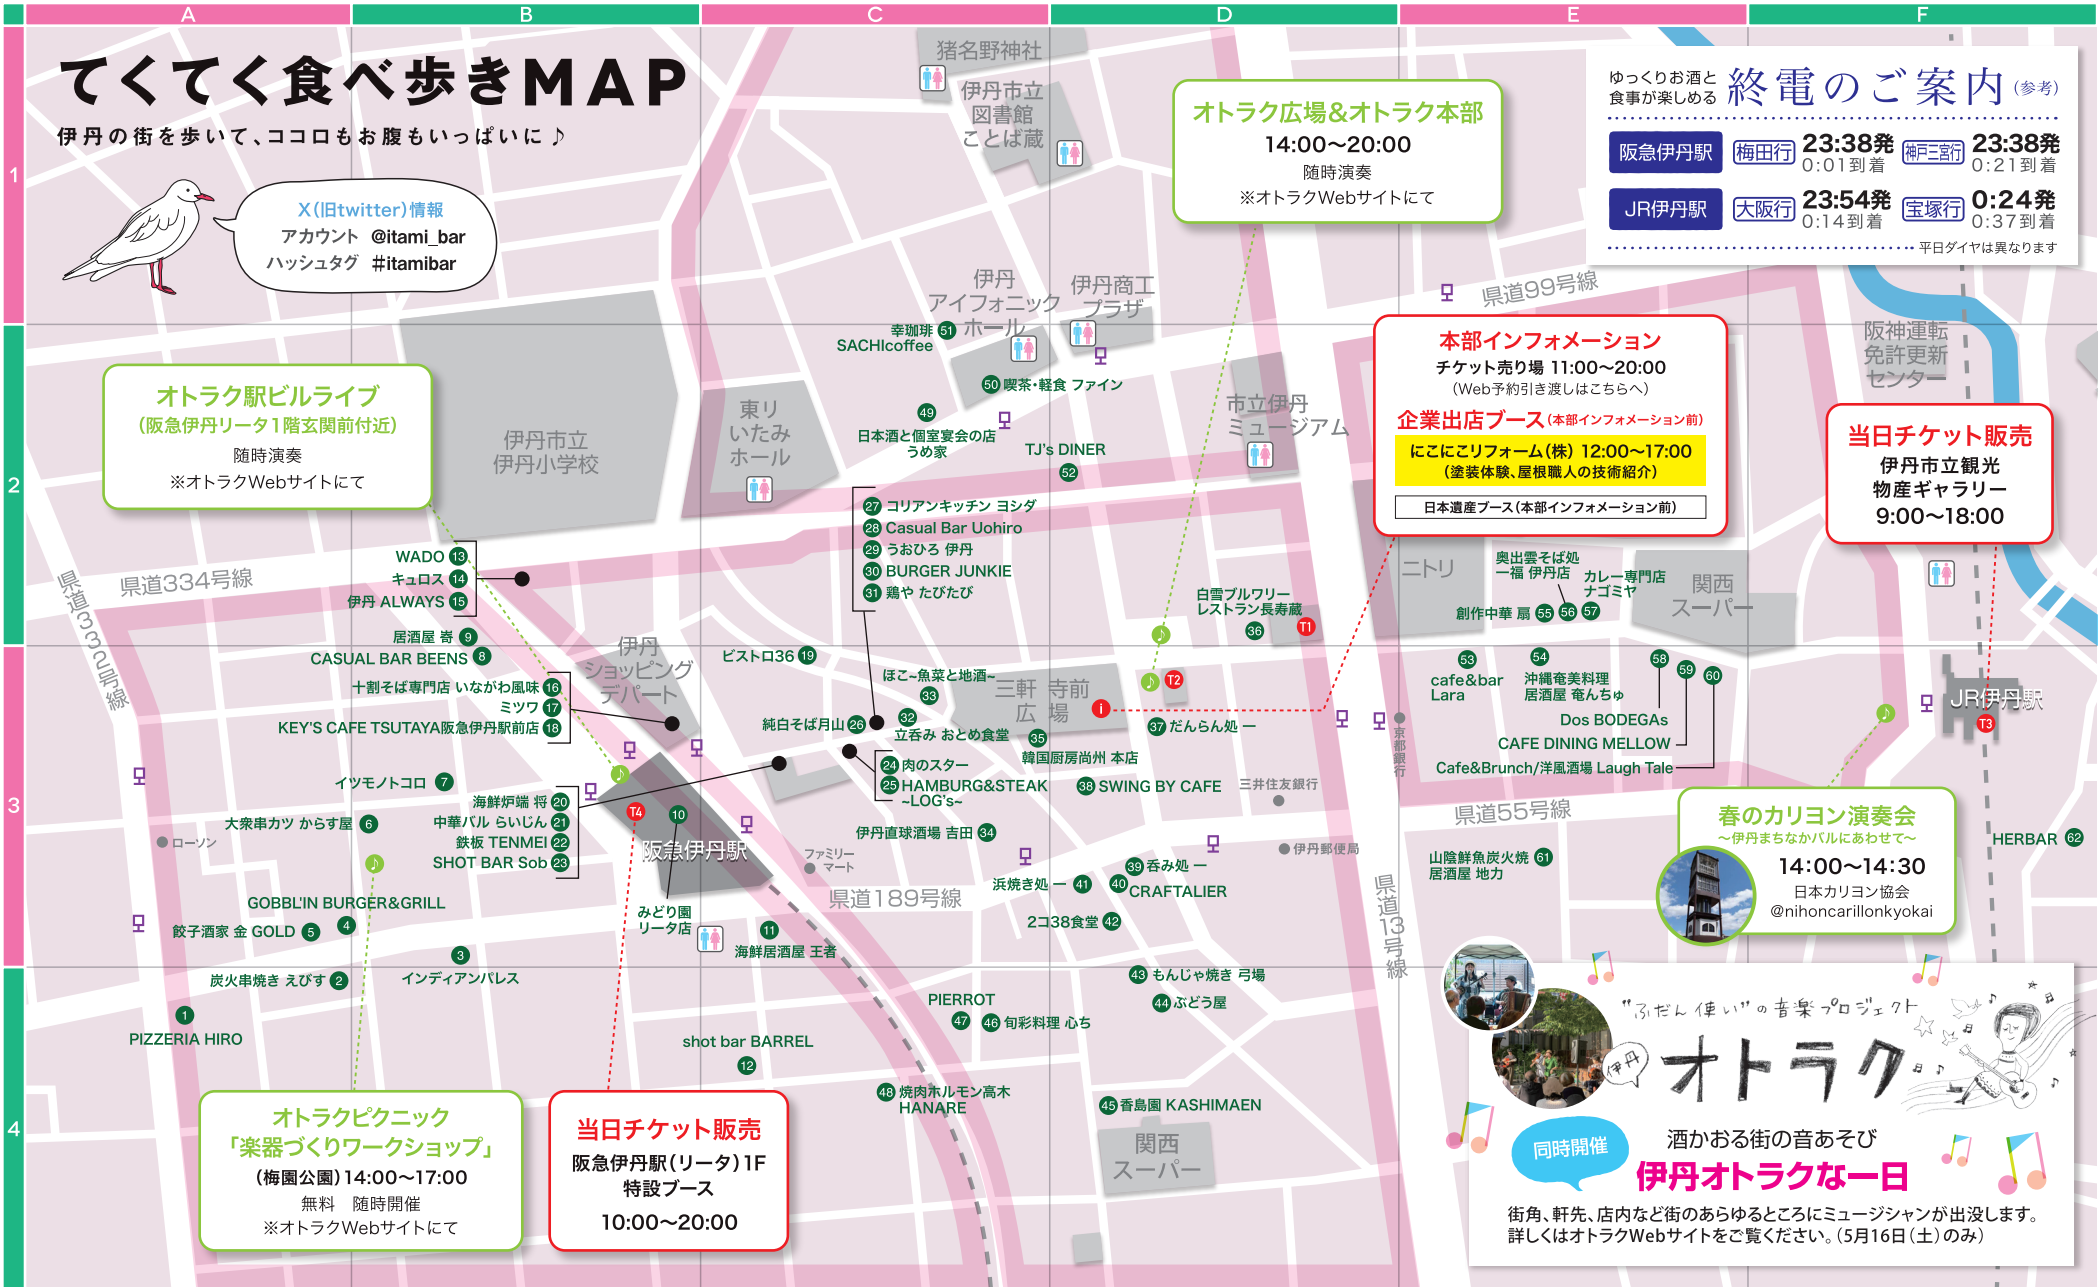 A
B
C
D
E
F
1
2
3
4
てくてく食べ歩きMAP
伊丹の街を歩いて、ココロもお腹もいっぱいに♪
X(旧twitter)情報
アカウント @itami_bar
ハッシュタグ #itamibar
猪名野神社
伊丹市立
図書館
ことば蔵
オトラク広場&オトラク本部
14:00〜20:00
随時演奏
※オトラクWebサイトにて
ゆっくりお酒と
食事が楽しめる
終電のご案内(参考)
阪急伊丹駅 梅田行 23:38発 神戸三宮行 23:38発
0:01到着 0:21到着
JR伊丹駅 大阪行 23:54発 宝塚行 0:24発
0:14到着 0:37到着
平日ダイヤは異なります
伊丹
アイフォニック
ホール
伊丹商工
プラザ
県道99号線
幸珈琲 51
SACHIcoffee
50 喫茶・軽食 ファイン
49
日本酒と個室宴会の店
うめ家
TJ's DINER
52
市立伊丹
ミュージアム
東リ
いたみ
ホール
伊丹市立
伊丹小学校
オトラク駅ビルライブ
(阪急伊丹リータ1階玄関前付近)
随時演奏
※オトラクWebサイトにて
本部インフォメーション
チケット売り場 11:00〜20:00
(Web予約引き渡しはこちらへ)
企業出店ブース(本部インフォメーション前)
にこにこリフォーム(株) 12:00〜17:00
(塗装体験、屋根職人の技術紹介)
日本遺産ブース(本部インフォメーション前)
阪神運転
免許更新
センター
当日チケット販売
伊丹市立観光
物産ギャラリー
9:00〜18:00
県道334号線
県道332号線
WADO 13
キュロス 14
伊丹 ALWAYS 15
27 コリアンキッチン ヨシダ
28 Casual Bar Uohiro
29 うおひろ 伊丹
30 BURGER JUNKIE
31 鶏や たびたび
白雪ブルワリー
レストラン長寿蔵
36
T1
ニトリ
奥出雲そば処
一福 伊丹店
カレー専門店
ナゴミヤ
創作中華 扇 55 56 57
関西
スーパー
居酒屋 嵜 9
CASUAL BAR BEENS 8
十割そば専門店 いながわ風味 16
ミツワ 17
KEY'S CAFE TSUTAYA阪急伊丹駅前店 18
伊丹
ショッピング
デパート
ビストロ36 19
ほこ~魚菜と地酒~
33
純白そば月山 26
32
立呑み おとめ食堂
三軒 寺前
広 場
i
T2
35
韓国厨房尚州 本店
37 だんらん処 一
38 SWING BY CAFE
三井住友銀行
京都銀行
53
cafe&bar
Lara
54
沖縄奄美料理
居酒屋 奄んちゅ
58
59
60
Dos BODEGAs
CAFE DINING MELLOW
Cafe&Brunch/洋風酒場 Laugh Tale
JR伊丹駅
T3
イツモノトコロ 7
大衆串カツ からす屋 6
ローソン
海鮮炉端 将 20
中華バル らいじん 21
鉄板 TENMEI 22
SHOT BAR Sob 23
24 肉のスター
25 HAMBURG&STEAK
~LOG's~
伊丹直球酒場 吉田 34
T4
10
阪急伊丹駅
ファミリー
マート
県道189号線
伊丹郵便局
県道55号線
県道13号線
春のカリヨン演奏会
〜伊丹まちなかバルにあわせて〜
14:00〜14:30
日本カリヨン協会
@nihoncarillonkyokai
HERBAR 62
山陰鮮魚炭火焼 61
居酒屋 地力
39 呑み処 一
浜焼き処 一 41
40 CRAFTALIER
2コ38食堂 42
GOBBL'IN BURGER&GRILL
4
餃子酒家 金 GOLD 5
3
インディアンパレス
炭火串焼き えびす 2
1
PIZZERIA HIRO
みどり園
リータ店
11
海鮮居酒屋 王者
43 もんじゃ焼き 弓場
44 ぶどう屋
PIERROT
47
46 旬彩料理 心ち
shot bar BARREL
12
48 焼肉ホルモン高木
HANARE
45 香島園 KASHIMAEN
関西
スーパー
オトラクピクニック
「楽器づくりワークショップ」
(梅園公園)14:00〜17:00
無料 随時開催
※オトラクWebサイトにて
当日チケット販売
阪急伊丹駅(リータ)1F
特設ブース
10:00〜20:00
"ふだん使い"の音楽プロジェクト
伊丹
オトラク
同時開催
酒かおる街の音あそび
伊丹オトラクな一日
街角、軒先、店内など街のあらゆるところにミュージシャンが出没します。
詳しくはオトラクWebサイトをご覧ください。(5月16日(土)のみ)